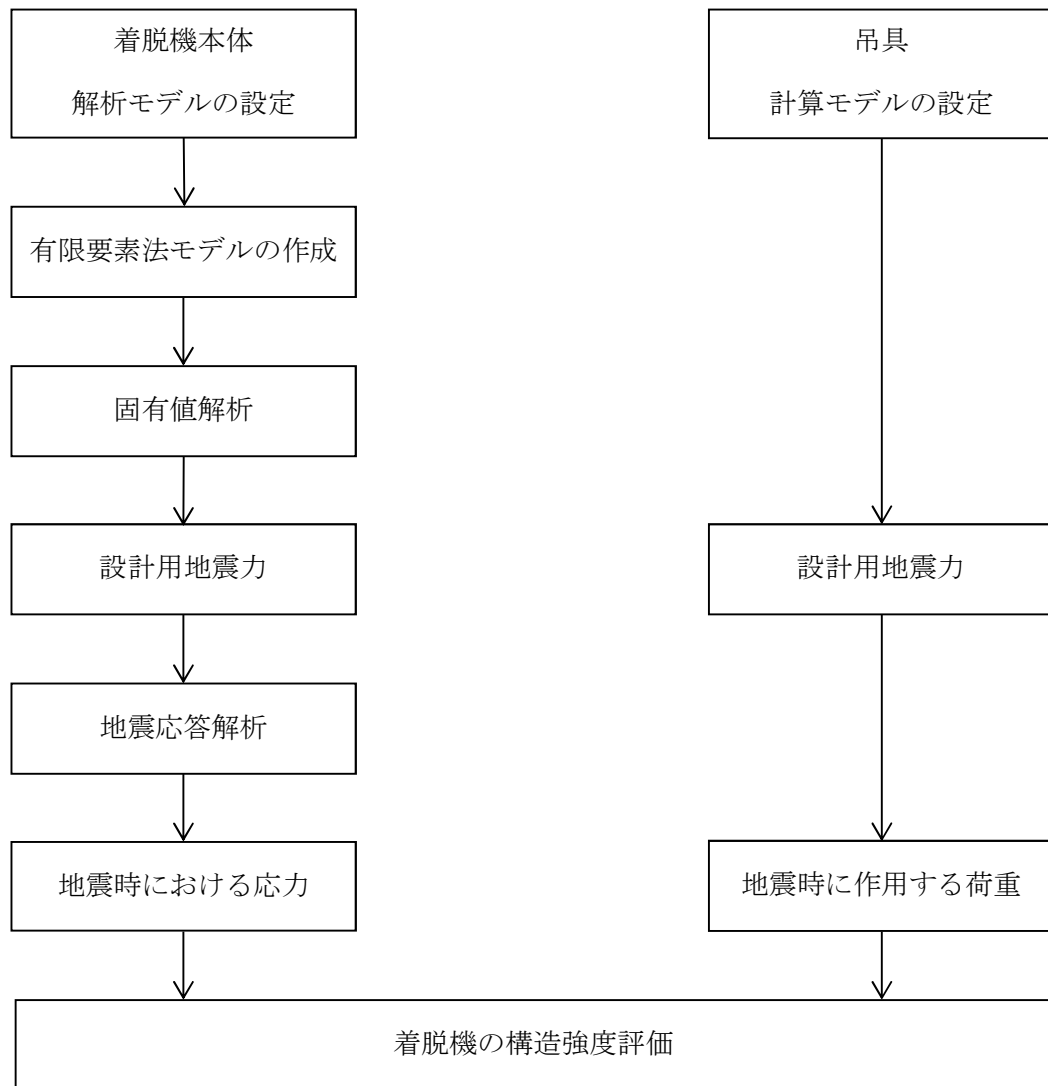 着脱機本体
解析モデルの設定
有限要素法モデルの作成
固有値解析
設計用地震力
地震応答解析
地震時における応力
吊具
計算モデルの設定
設計用地震力
地震時に作用する荷重
着脱機の構造強度評価